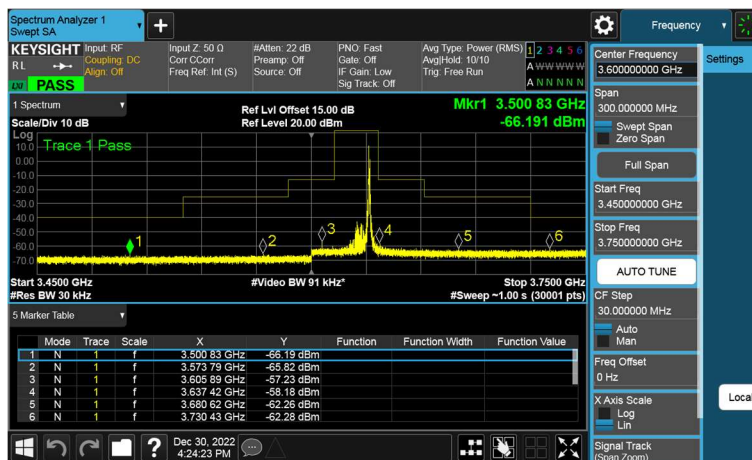 Spectrum Analyzer 1
Swept SA
Frequency
KEYSIGHT
R L
LXI
PASS
Input: RF
Coupling: DC
Align: Off
Input Z: 50 Ω
Corr CCorr
Freq Ref: Int (S)
#Atten: 22 dB
Preamp: Off
Source: Off
PNO: Fast
Gate: Off
IF Gain: Low
Sig Track: Off
Avg Type: Power (RMS)
Avg|Hold: 10/10
Trig: Free Run
1 2 3 4 5 6
A W W W W W
A N N N N N
1 Spectrum
Scale/Div 10 dB
Ref Lvl Offset 15.00 dB
Ref Level 20.00 dBm
Mkr1 3.500 83 GHz
-66.191 dBm
Log
Trace 1 Pass
10.0
0.00
-10.0
-20.0
-30.0
-40.0
-50.0
-60.0
-70.0
1
2
3
4
5
6
Start 3.4500 GHz
#Res BW 30 kHz
#Video BW 91 kHz*
Stop 3.7500 GHz
#Sweep ~1.00 s (30001 pts)
5 Marker Table
Mode Trace Scale X Y Function Function Width Function Value
1 N 1 f 3.500 83 GHz -66.19 dBm
2 N 1 f 3.573 79 GHz -65.82 dBm
3 N 1 f 3.605 89 GHz -57.23 dBm
4 N 1 f 3.637 42 GHz -58.18 dBm
5 N 1 f 3.680 62 GHz -62.26 dBm
6 N 1 f 3.730 43 GHz -62.28 dBm
Dec 30, 2022
4:24:23 PM
Center Frequency
3.600000000 GHz
Settings
Span
300.000000 MHz
Swept Span
Zero Span
Full Span
Start Freq
3.450000000 GHz
Stop Freq
3.750000000 GHz
AUTO TUNE
CF Step
30.000000 MHz
Auto
Man
Freq Offset
0 Hz
X Axis Scale
Log
Lin
Local
Signal Track
(Span Zoom)